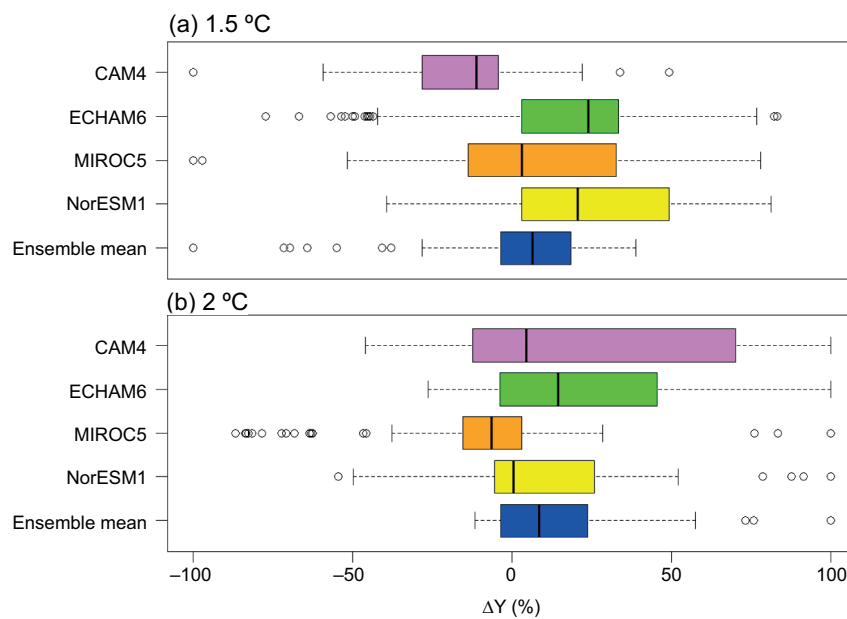 (a) 1.5 ºC
CAM4
ECHAM6
MIROC5
NorESM1
Ensemble mean
(b) 2 ºC
CAM4
ECHAM6
MIROC5
NorESM1
Ensemble mean
–100 –50 0 50 100
ΔY (%)